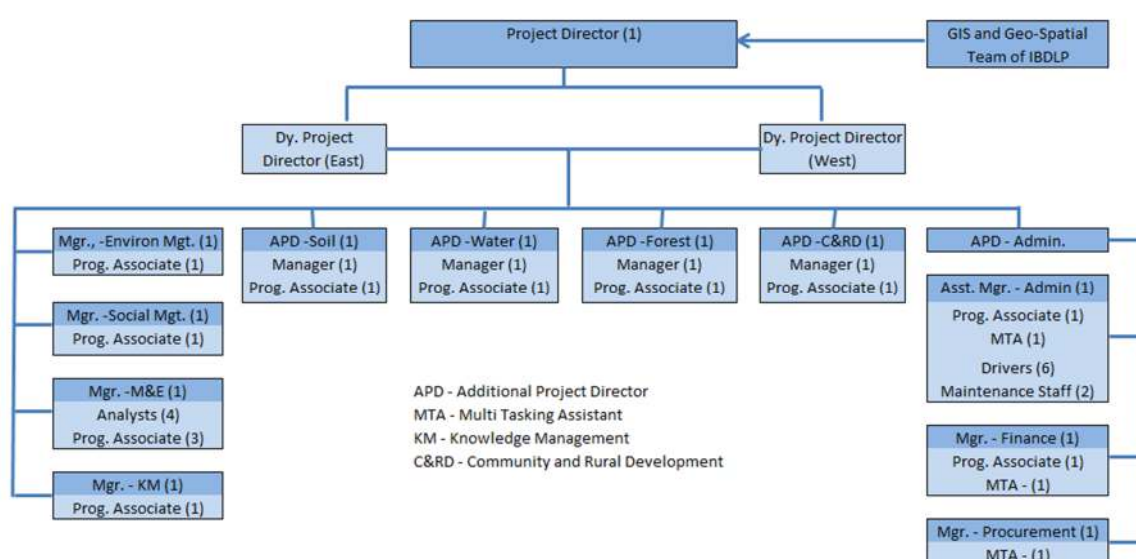 Project Director (1)
GIS and Geo-Spatial
Team of IBDLP
Dy. Project
Director (East)
Dy. Project Director
(West)
Mgr., -Environ Mgt. (1)
Prog. Associate (1)
APD -Soil (1)
Manager (1)
Prog. Associate (1)
APD -Water (1)
Manager (1)
Prog. Associate (1)
APD -Forest (1)
Manager (1)
Prog. Associate (1)
APD -C&RD (1)
Manager (1)
Prog. Associate (1)
APD - Admin.
Asst. Mgr. - Admin (1)
Prog. Associate (1)
MTA (1)
Drivers (6)
Maintenance Staff (2)
Mgr. -Social Mgt. (1)
Prog. Associate (1)
Mgr. -M&E (1)
Analysts (4)
Prog. Associate (3)
Mgr. - KM (1)
Prog. Associate (1)
APD - Additional Project Director
MTA - Multi Tasking Assistant
KM - Knowledge Management
C&RD - Community and Rural Development
Mgr. - Finance (1)
Prog. Associate (1)
MTA - (1)
Mgr. - Procurement (1)
MTA - (1)